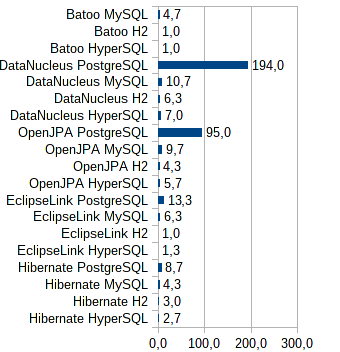 Batoo MySQL 4,7
Batoo H2 1,0
Batoo HyperSQL 1,0
DataNucleus PostgreSQL 194,0
DataNucleus MySQL 10,7
DataNucleus H2 6,3
DataNucleus HyperSQL 7,0
OpenJPA PostgreSQL 95,0
OpenJPA MySQL 9,7
OpenJPA H2 4,3
OpenJPA HyperSQL 5,7
EclipseLink PostgreSQL 13,3
EclipseLink MySQL 6,3
EclipseLink H2 1,0
EclipseLink HyperSQL 1,3
Hibernate PostgreSQL 8,7
Hibernate MySQL 4,3
Hibernate H2 3,0
Hibernate HyperSQL 2,7
0,0 100,0 200,0 300,0